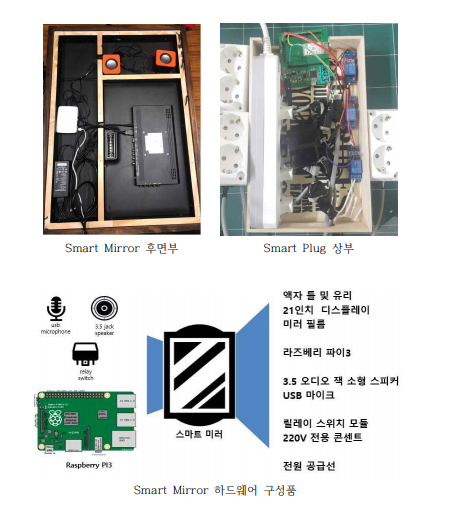 Smart Mirror 후면부
Smart Plug 상부
usb
microphone
3.5 jack
speaker
relay
switch
Raspberry PI3
스마트 미러
액자 틀 및 유리
21인치 디스플레이
미러 필름
라즈베리 파이3
3.5 오디오 잭 소형 스피커
USB 마이크
릴레이 스위치 모듈
220V 전용 콘센트
전원 공급선
Smart Mirror 하드웨어 구성품